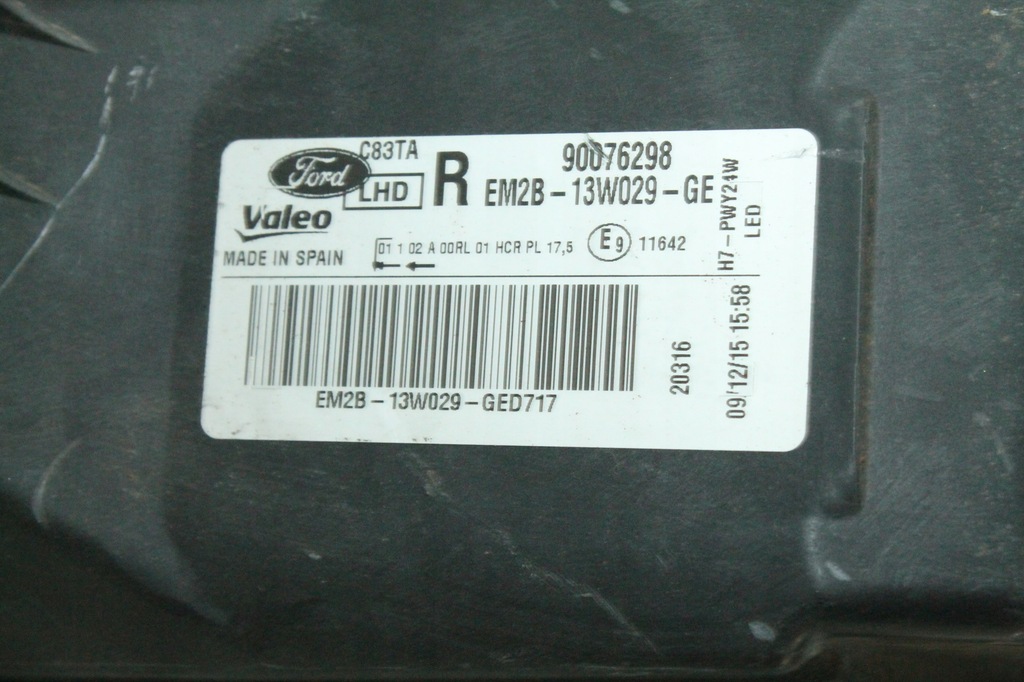 C83TA
Ford
LHD
R
90076298
EM2B-13W029-GE
Valeo
MADE IN SPAIN
01 1 02 A 00RL 01 HCR PL 17,5
E9
11642
H7 - PWY24W
LED
EM2B-13W029-GED717
20316
09/12/15 15:58